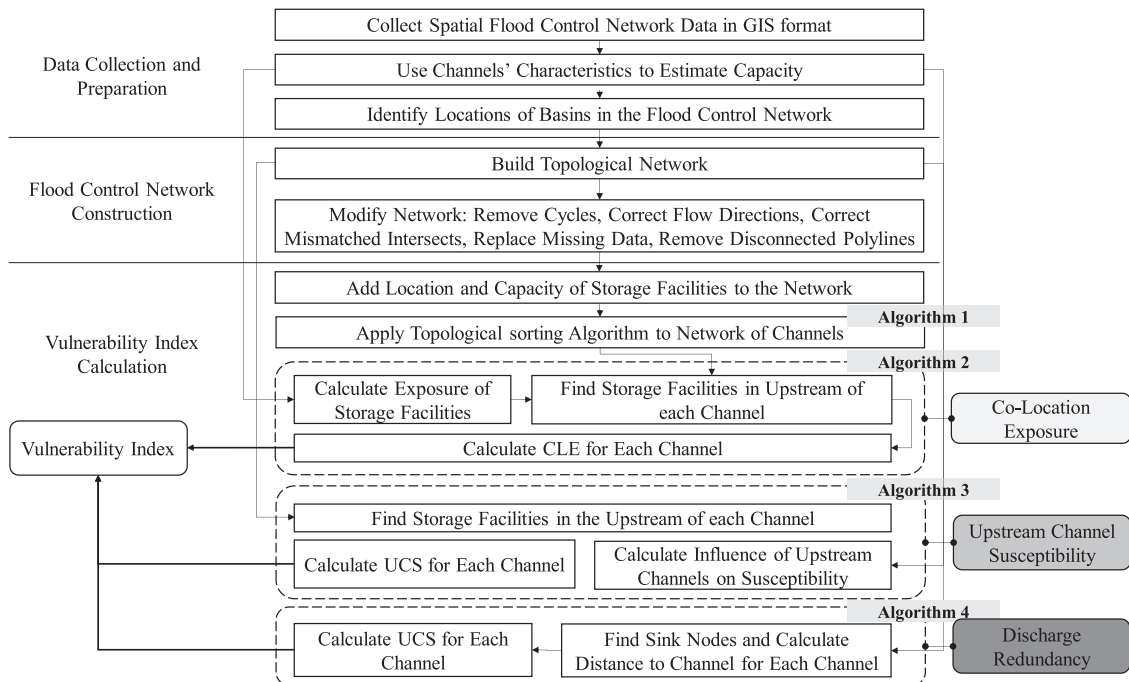 Collect Spatial Flood Control Network Data in GIS format
Data Collection and
Preparation
Use Channels' Characteristics to Estimate Capacity
Identify Locations of Basins in the Flood Control Network
Build Topological Network
Flood Control Network
Construction
Modify Network: Remove Cycles, Correct Flow Directions, Correct
Mismatched Intersects, Replace Missing Data, Remove Disconnected Polylines
Add Location and Capacity of Storage Facilities to the Network
Algorithm 1
Apply Topological sorting Algorithm to Network of Channels
Vulnerability Index
Calculation
Algorithm 2
Calculate Exposure of
Storage Facilities
Find Storage Facilities in Upstream of
each Channel
Co-Location
Exposure
Vulnerability Index
Calculate CLE for Each Channel
Algorithm 3
Find Storage Facilities in the Upstream of each Channel
Upstream Channel
Susceptibility
Calculate UCS for Each Channel
Calculate Influence of Upstream
Channels on Susceptibility
Algorithm 4
Calculate UCS for Each
Channel
Find Sink Nodes and Calculate
Distance to Channel for Each Channel
Discharge
Redundancy